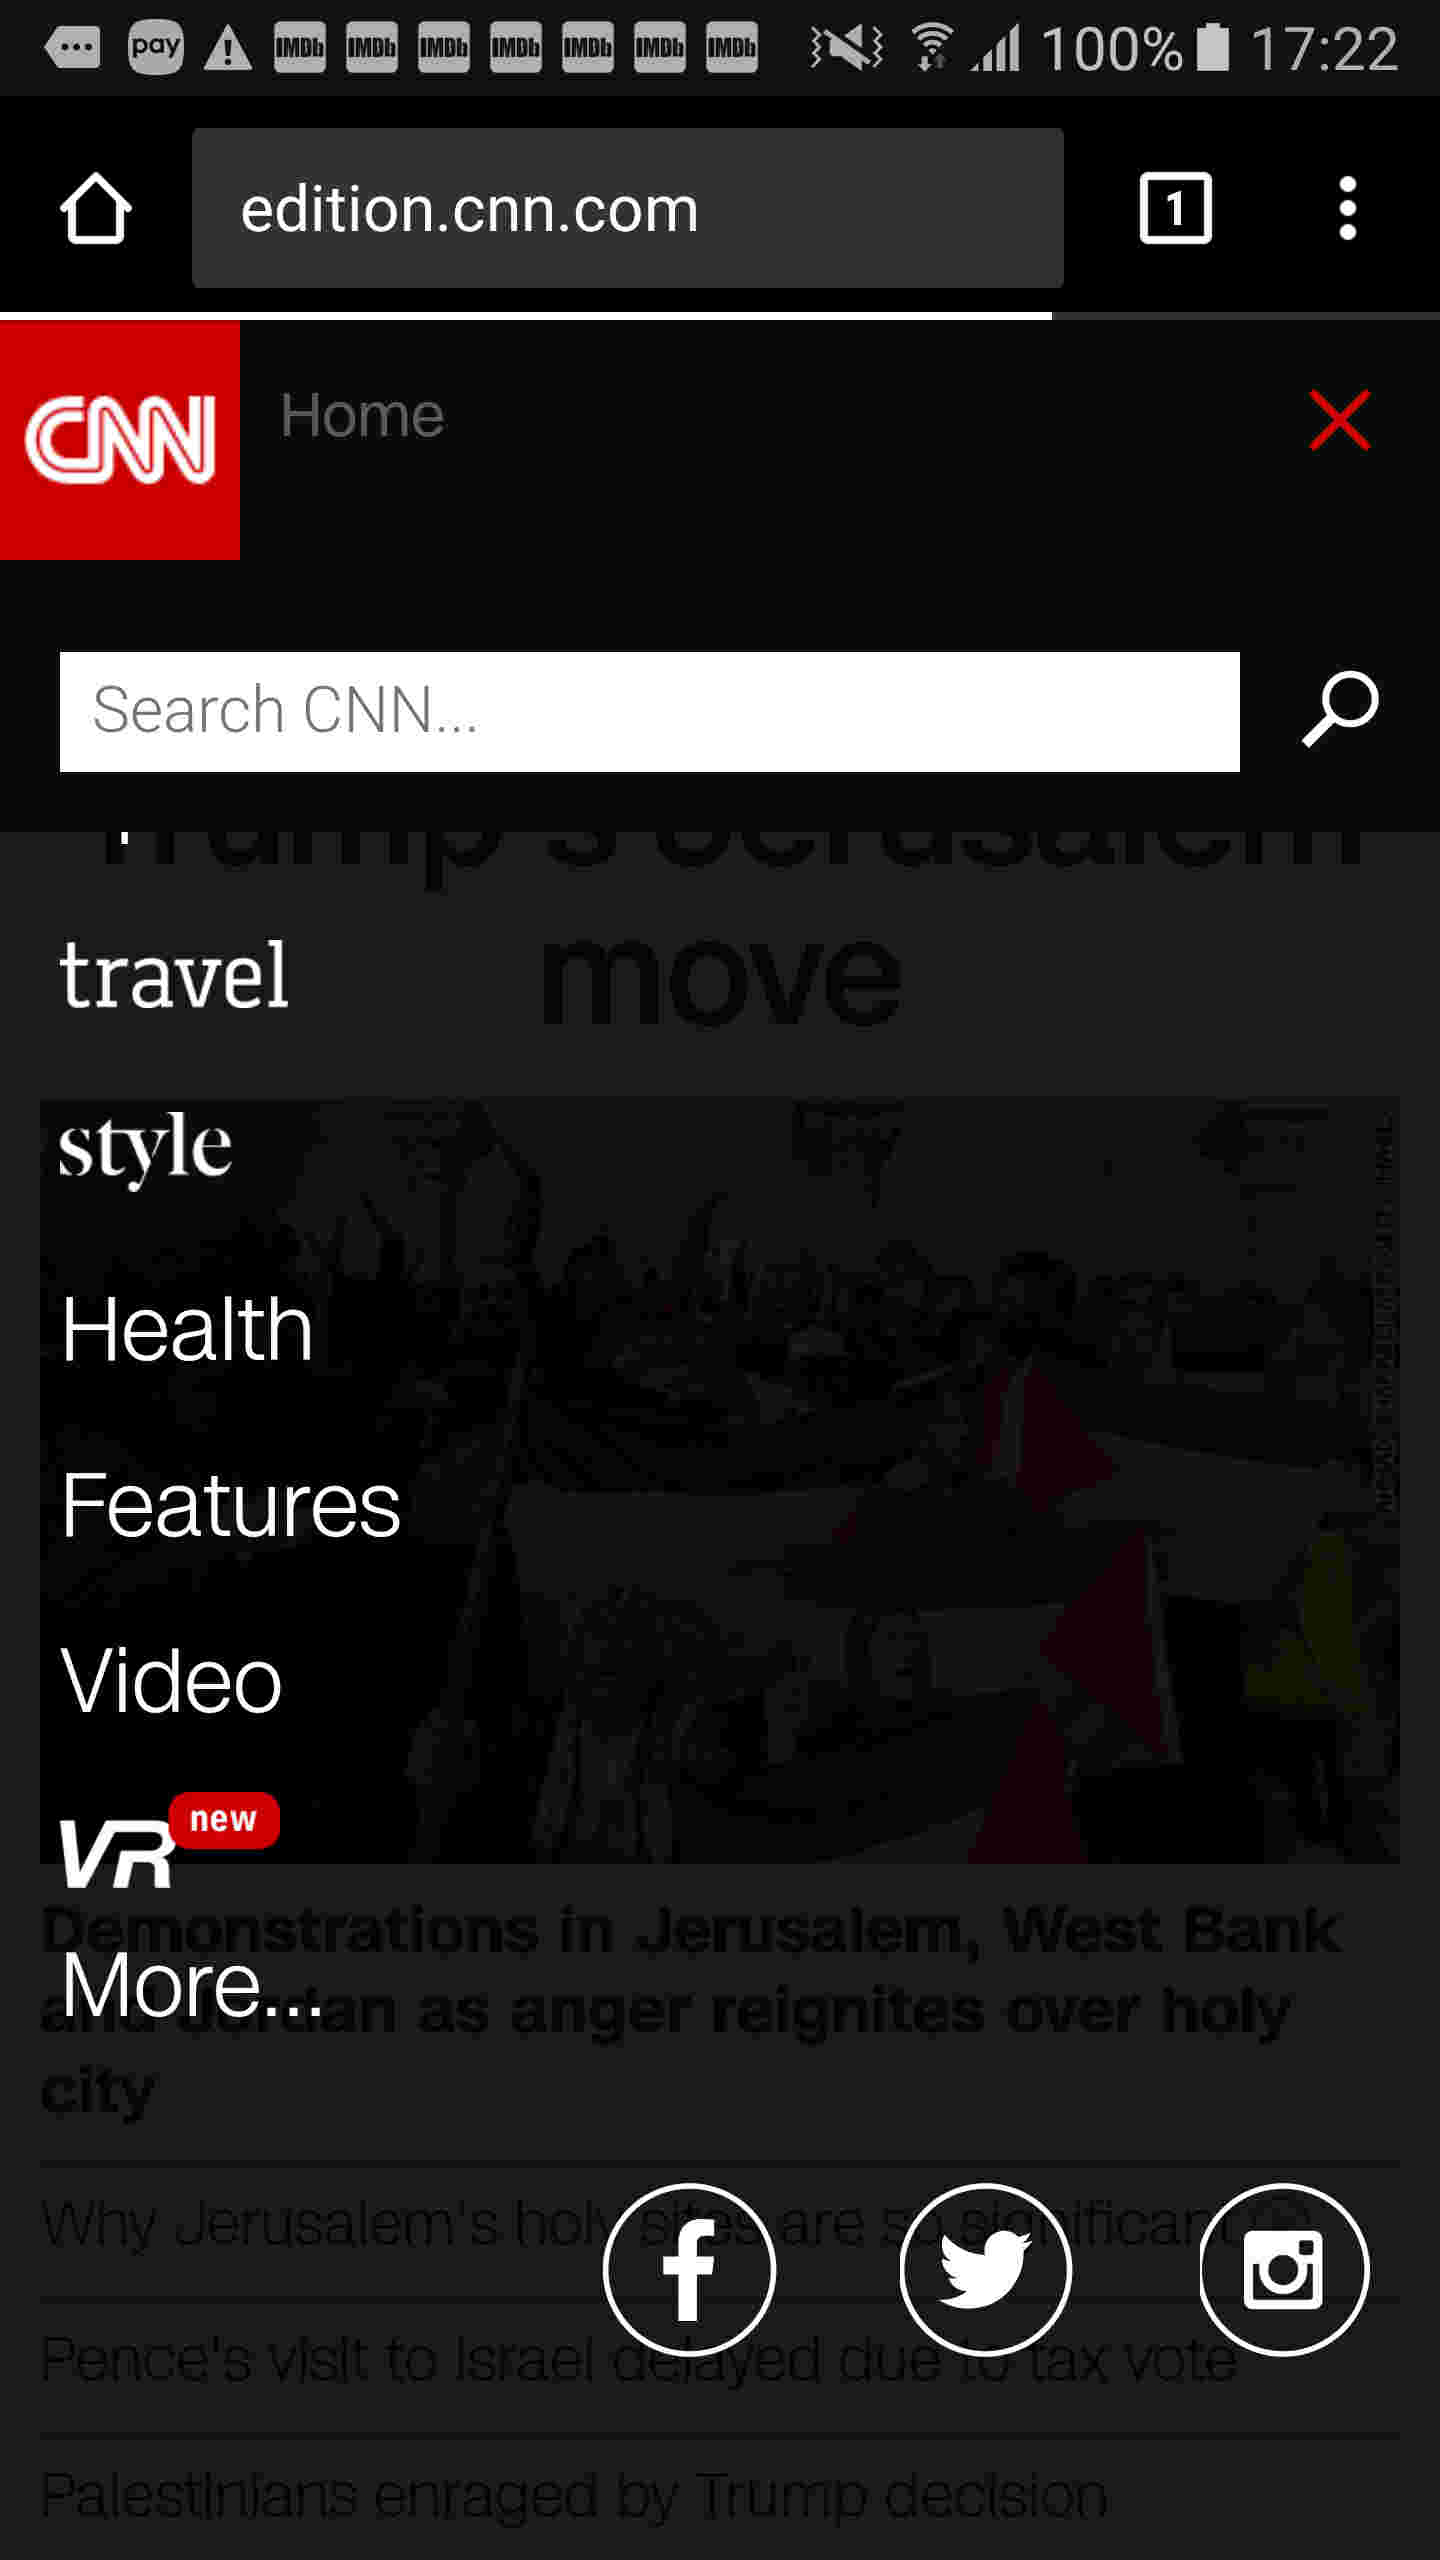 pay IMDb IMDb IMDb IMDb IMDb IMDb IMDb 100% 17:22
edition.cnn.com 1
CNN Home
Search CNN...
Trump's Jerusalem
move
travel
style
Health
Features
Video
VR new
Demonstrations in Jerusalem, West Bank
More...
and Jordan as anger reignites over holy
city
Why Jerusalem's holy sites are so significant
Pence's visit to Israel delayed due to tax vote
Palestinians enraged by Trump decision